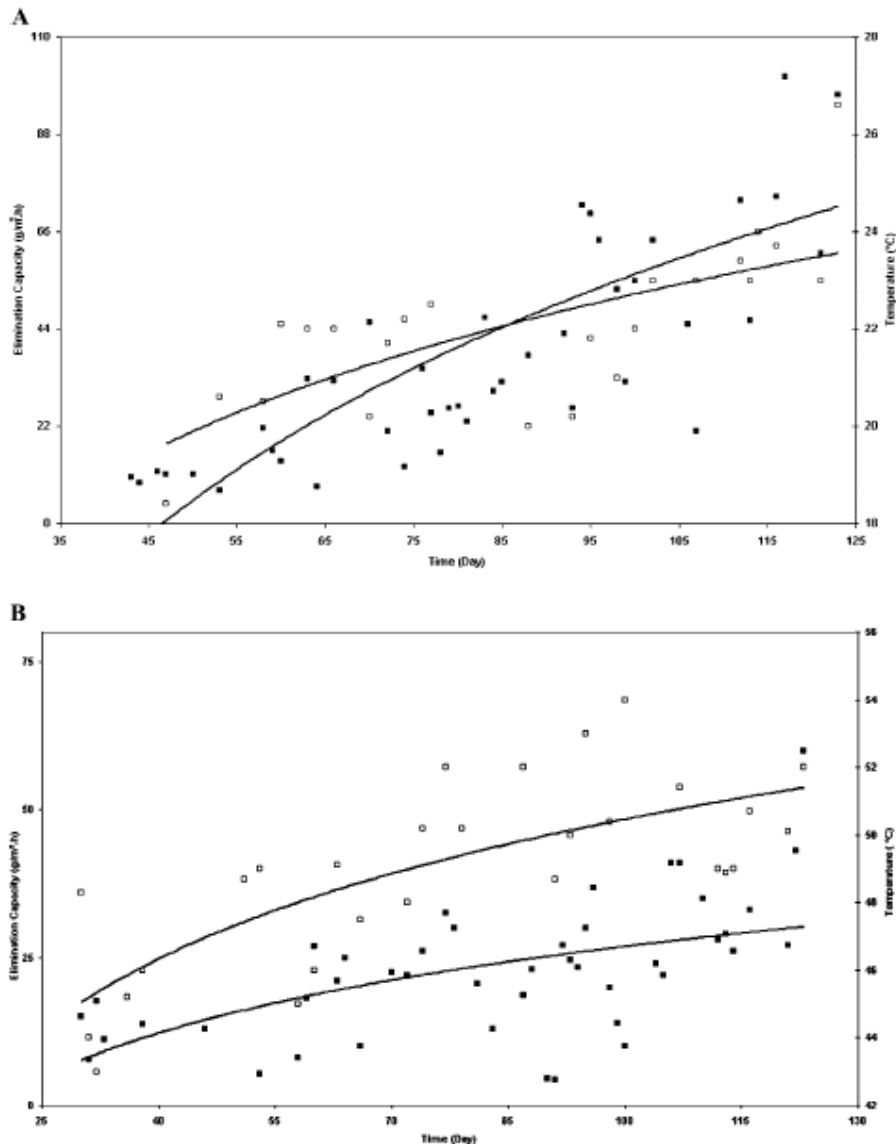 A
110
88
66
44
22
0
Elimination Capacity (g/m³.h)
28
26
24
22
20
18
Temperature (°C)
35 45 55 65 75 85 95 105 115 125
Time (Day)
B
75
50
25
0
Elimination Capacity (g/m³.h)
56
54
52
50
48
46
44
42
Temperature (°C)
25 40 55 70 85 100 115 130
Time (Day)